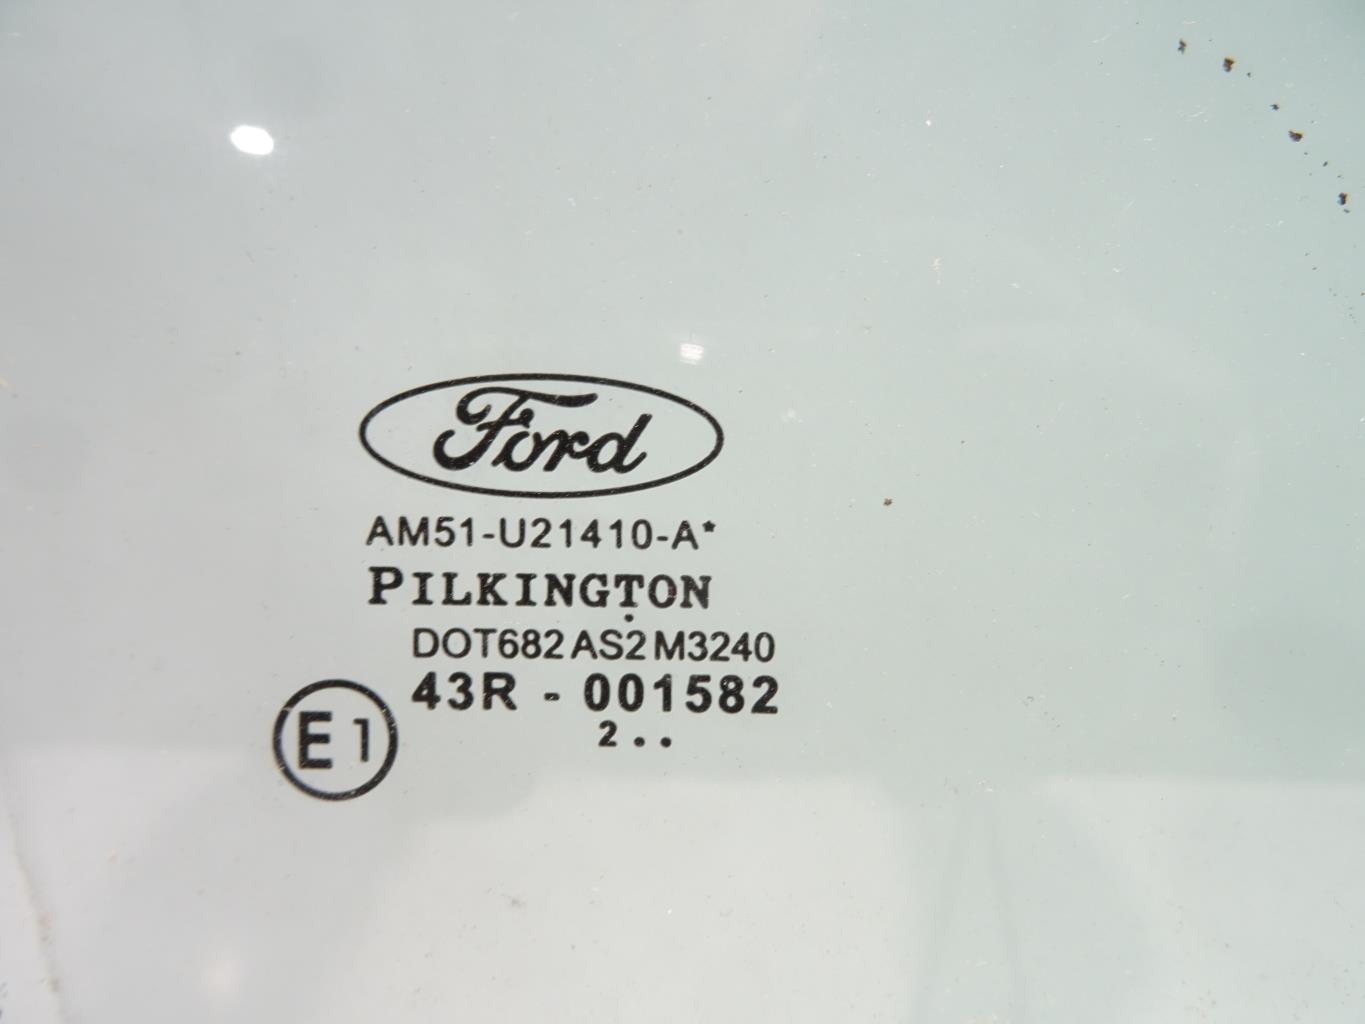 Ford
AM51-U21410-A*
PILKINGTON
DOT682 AS2 M3240
43R - 001582
E1
2..